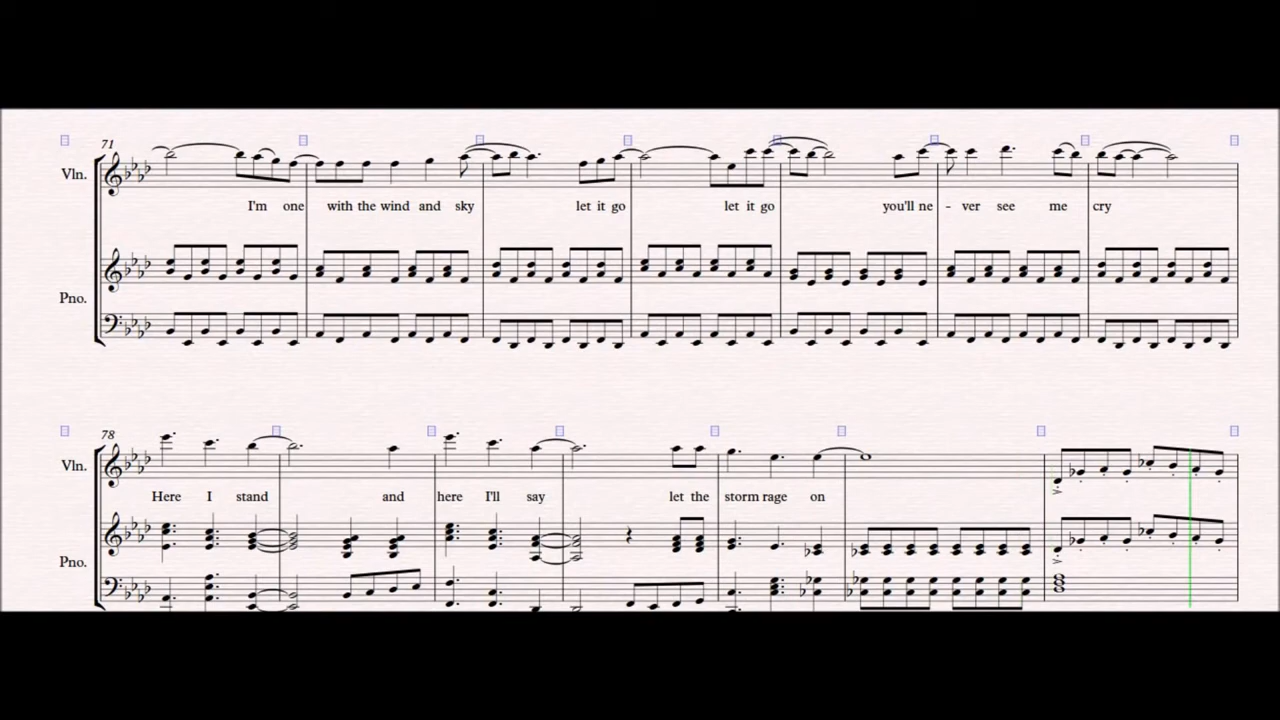 71
Vln.
I'm one with the wind and sky let it go let it go you'll ne - ver see me cry
Pno.
78
Vln.
Here I stand and here I'll say let the storm rage on
Pno.